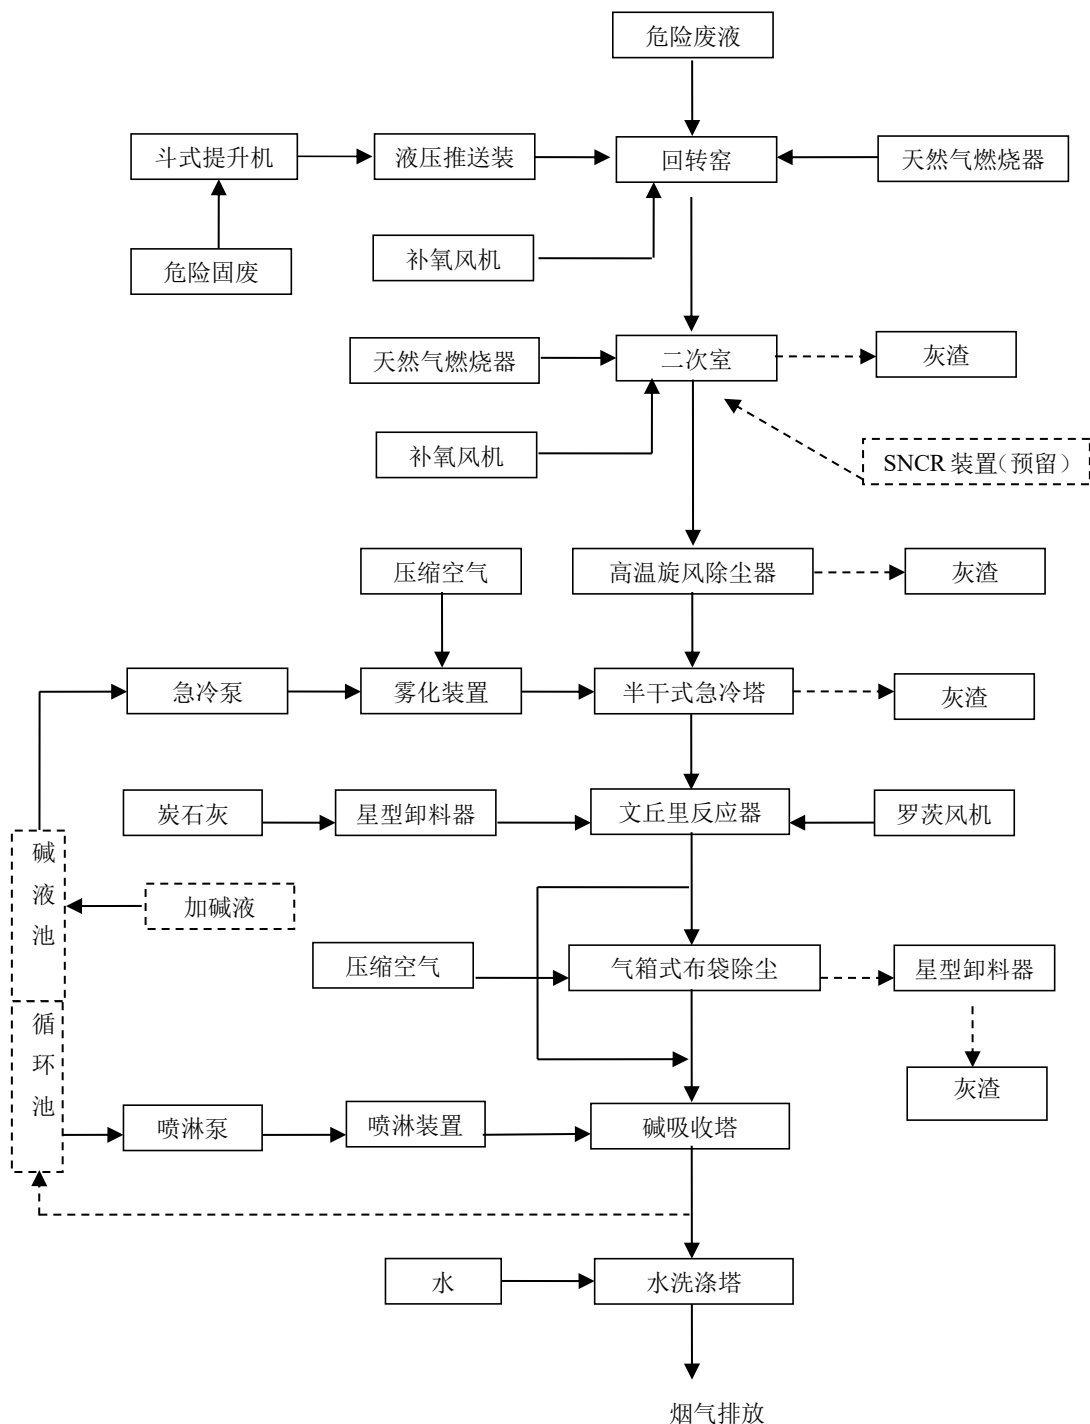 危险废液
斗式提升机
液压推送装
回转窑
天然气燃烧器
补氧风机
危险固废
天然气燃烧器
二次室
灰渣
补氧风机
SNCR 装置（预留）
压缩空气
高温旋风除尘器
灰渣
急冷泵
雾化装置
半干式急冷塔
灰渣
炭石灰
星型卸料器
文丘里反应器
罗茨风机
碱液池
加碱液
压缩空气
气箱式布袋除尘
星型卸料器
循环池
灰渣
喷淋泵
喷淋装置
碱吸收塔
水
水洗涤塔
烟气排放